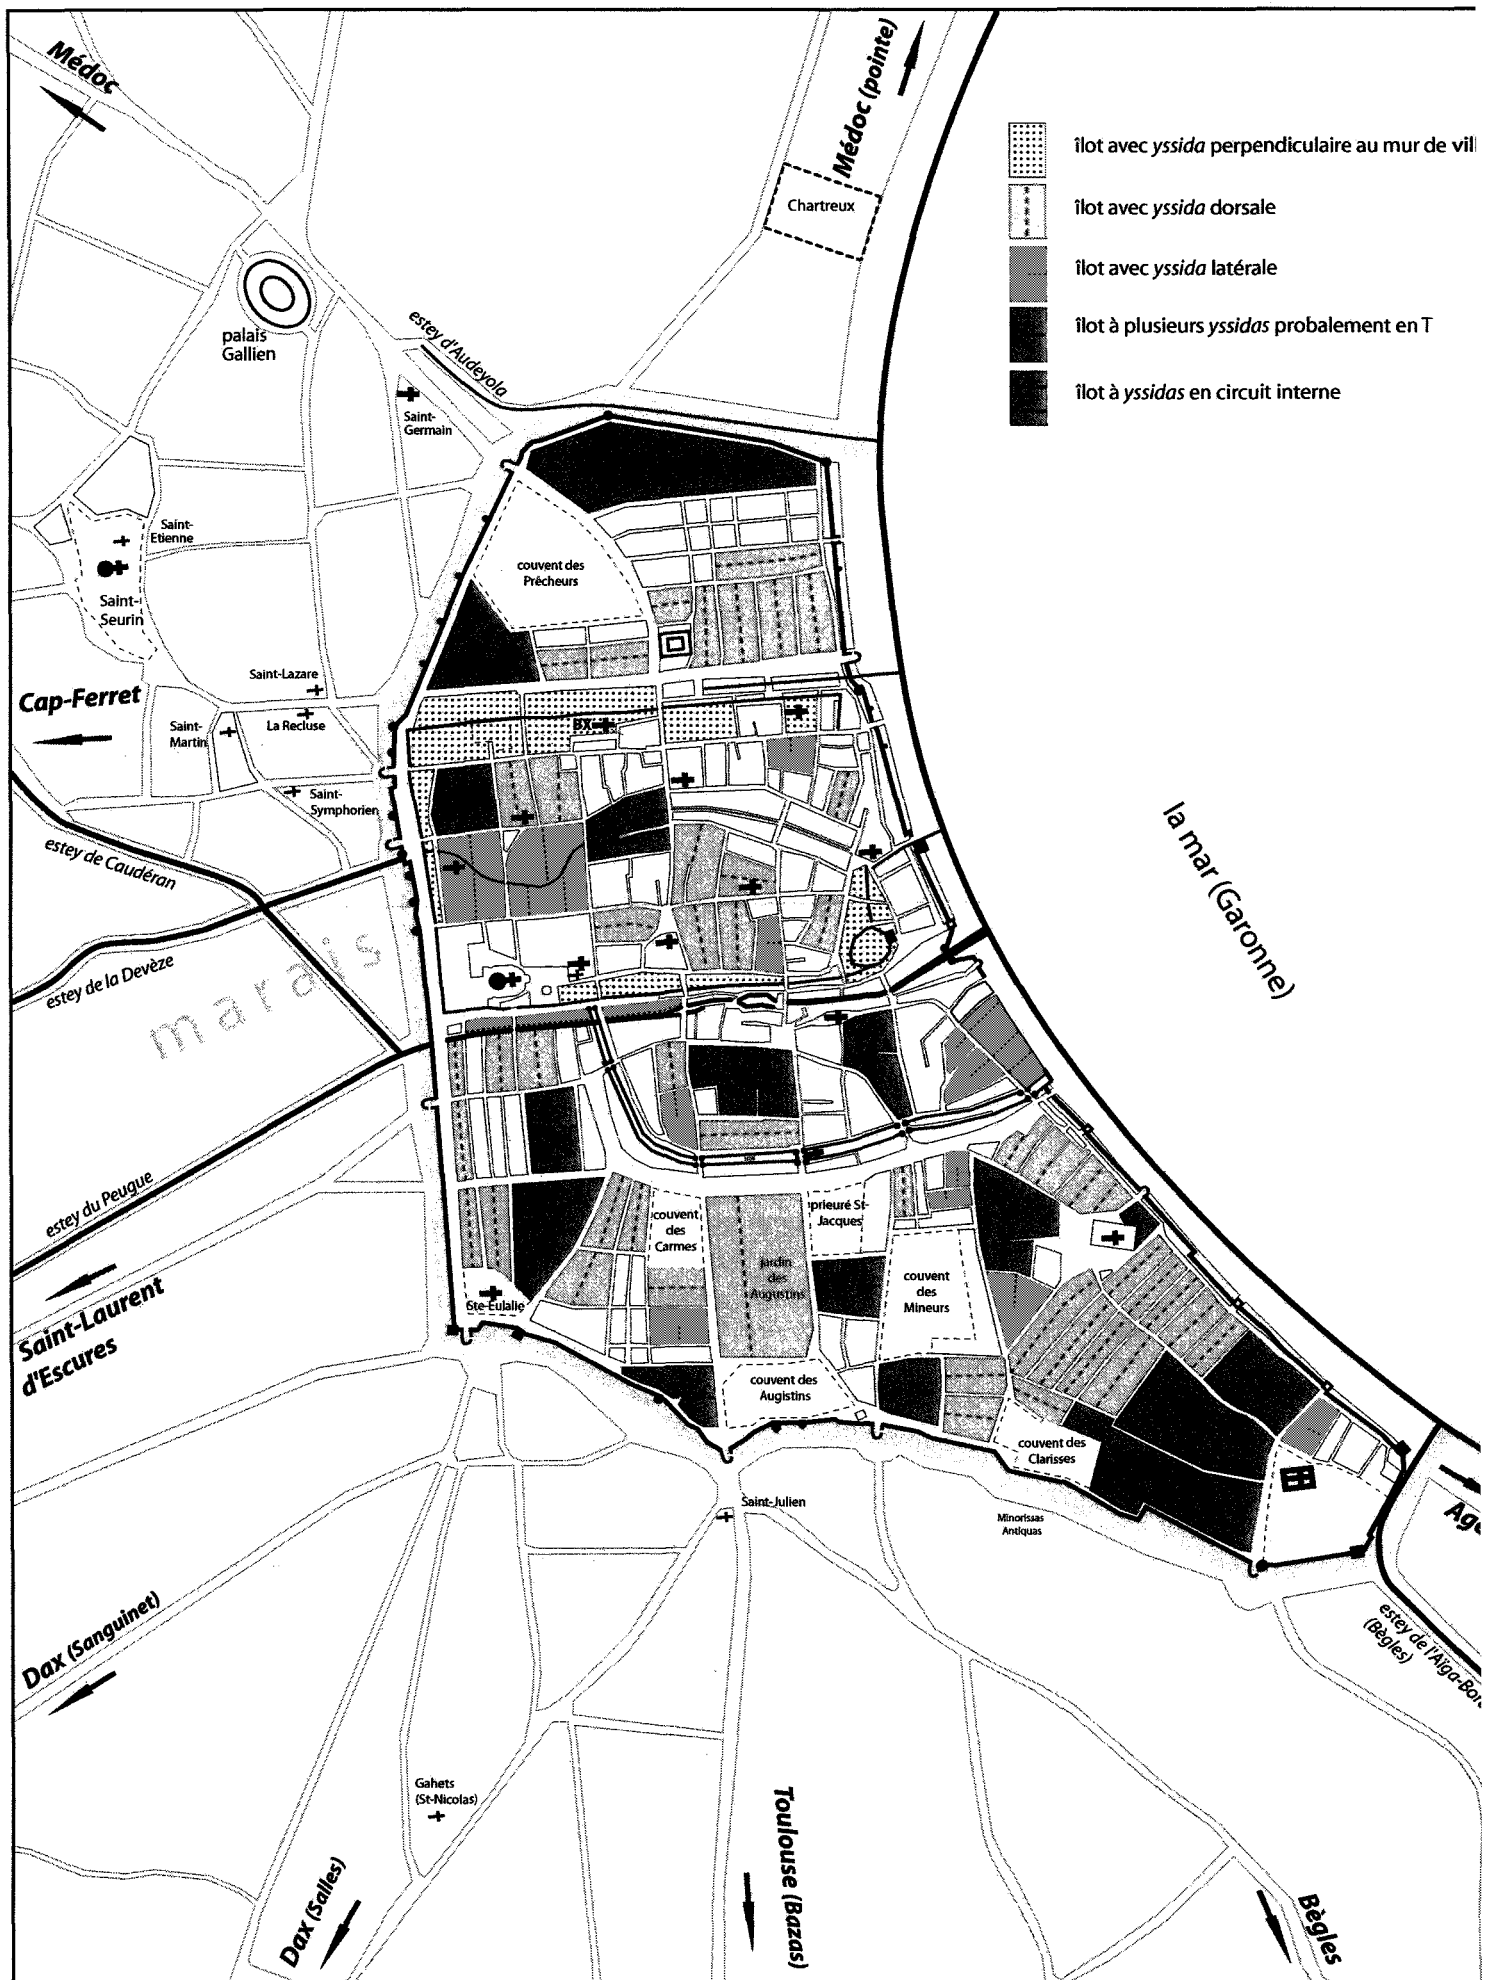 Médoc
Médoc (pointe)
Chartreux
îlot avec yssida perpendiculaire au mur de vil
îlot avec yssida dorsale
îlot avec yssida latérale
îlot à plusieurs yssidas probalement en T
îlot à yssidas en circuit interne
palais
Gallien
estey d'Audeyola
Saint-
Germain
Saint-
Etienne
Saint-
Seurin
couvent des
Prêcheurs
Saint-Lazare
La Recluse
Saint-
Martin
Cap-Ferret
BX
Saint-
Symphorien
estey de Caudéran
estey de la Devèze
marais
la mar (Garonne)
estey du Peugue
Saint-Laurent
d'Escures
couvent
des
Carmes
prieuré St-
Jacques
jardin
des
Augustins
couvent
des
Mineurs
Ste-Eulalie
couvent des
Augistins
couvent des
Clarisses
Saint-Julien
Minorissas
Antiquas
Age
estey de l'Aïga-Bor
(Bègles)
Dax (Sanguinet)
Gahets
(St-Nicolas)
Dax (Salles)
Toulouse (Bazas)
Bègles